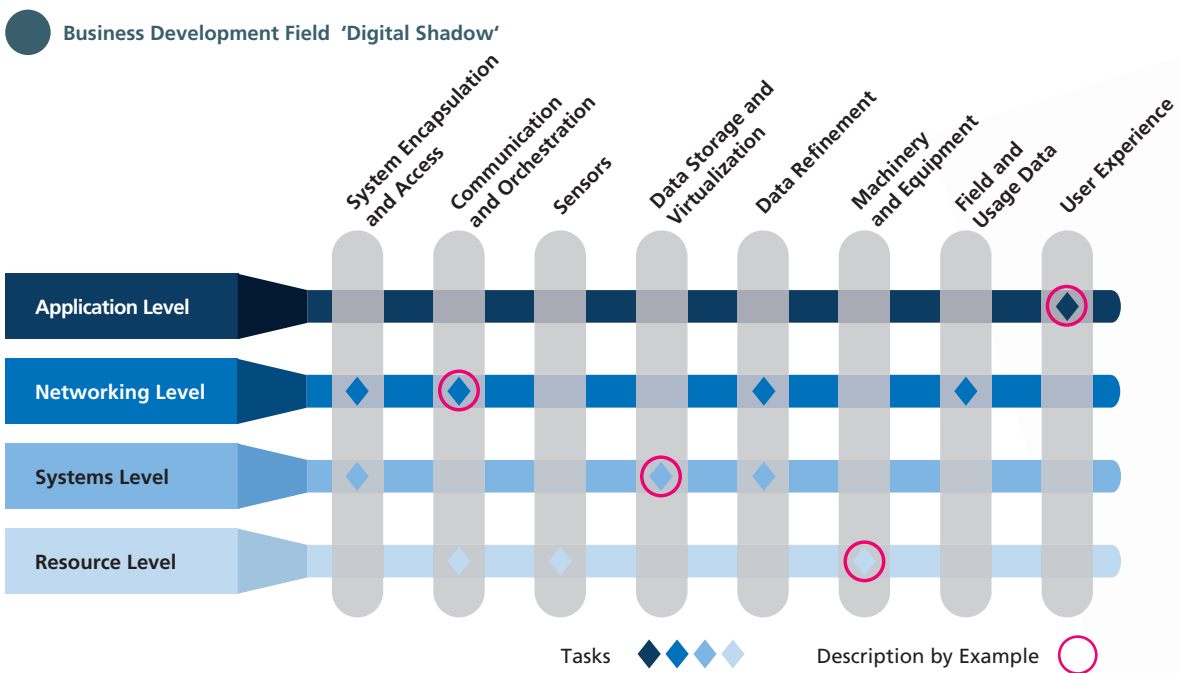 Business Development Field ‘Digital Shadow‘
System Encapsulation
and Access
Communication
and Orchestration
Sensors
Data Storage and
Virtualization
Data Refinement
Machinery
and Equipment
Field and
Usage Data
User Experience
Application Level
Networking Level
Systems Level
Resource Level
Tasks
Description by Example